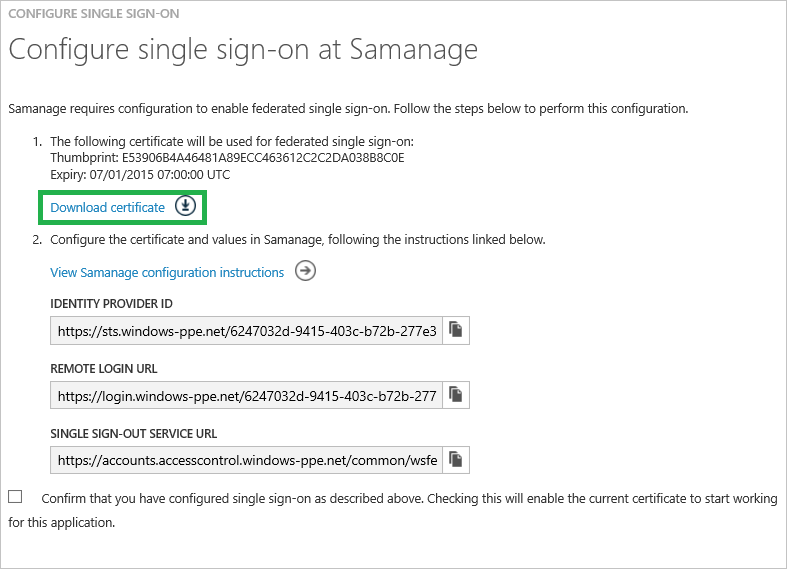 CONFIGURE SINGLE SIGN-ON
Configure single sign-on at Samanage
Samanage requires configuration to enable federated single sign-on. Follow the steps below to perform this configuration.
1. The following certificate will be used for federated single sign-on:
Thumbprint: E53906B4A46481A89ECC463612C2C2DA038B8C0E
Expiry: 07/01/2015 07:00:00 UTC
Download certificate
2. Configure the certificate and values in Samanage, following the instructions linked below.
View Samanage configuration instructions
IDENTITY PROVIDER ID
https://sts.windows-ppe.net/6247032d-9415-403c-b72b-277e3
REMOTE LOGIN URL
https://login.windows-ppe.net/6247032d-9415-403c-b72b-277
SINGLE SIGN-OUT SERVICE URL
https://accounts.accesscontrol.windows-ppe.net/common/wsfe
Confirm that you have configured single sign-on as described above. Checking this will enable the current certificate to start working
for this application.